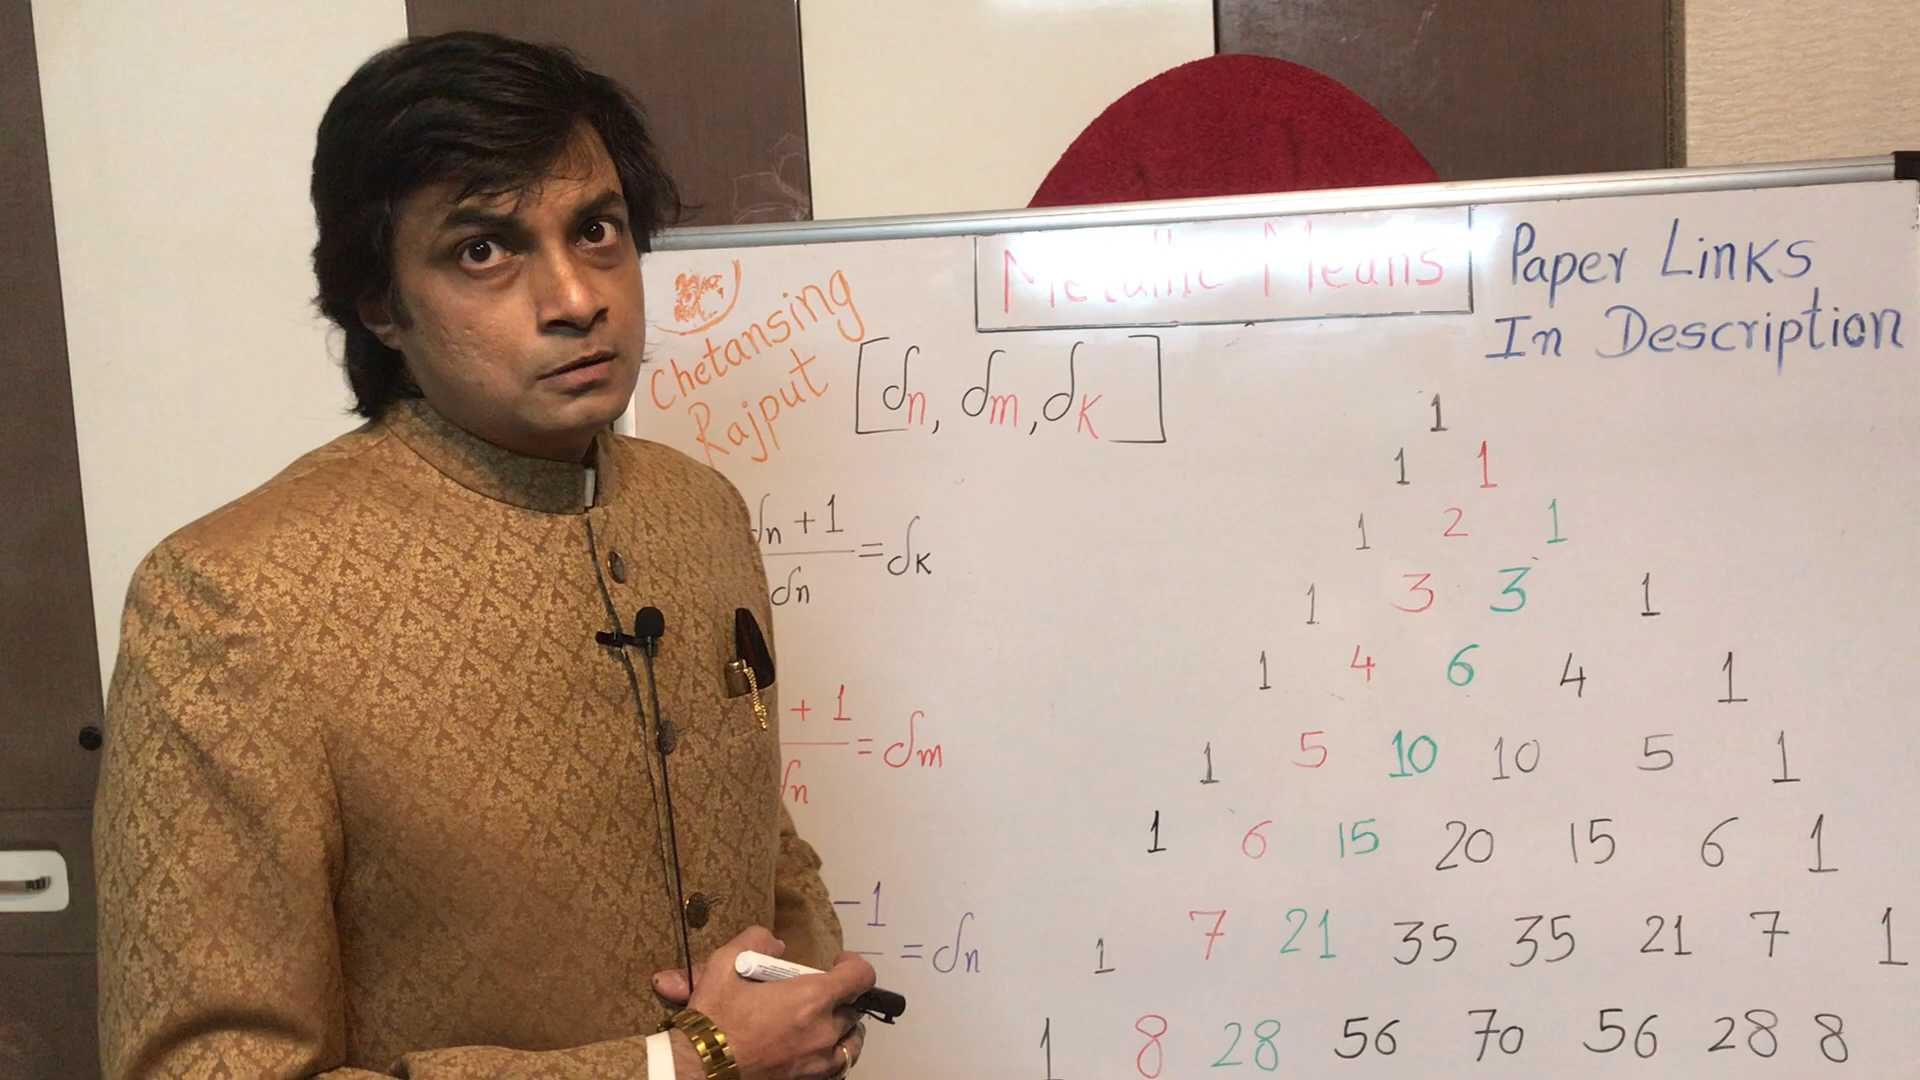 Metallic Means
Paper Links
In Description
Chetansing
Rajput
[δn, δm, δK]
δn + 1
= δK
δn
+ 1
= δm
δn
-1
= δn
1
1 1
1 2 1
1 3 3 1
1 4 6 4 1
1 5 10 10 5 1
1 6 15 20 15 6 1
1 7 21 35 35 21 7 1
1 8 28 56 70 56 28 8